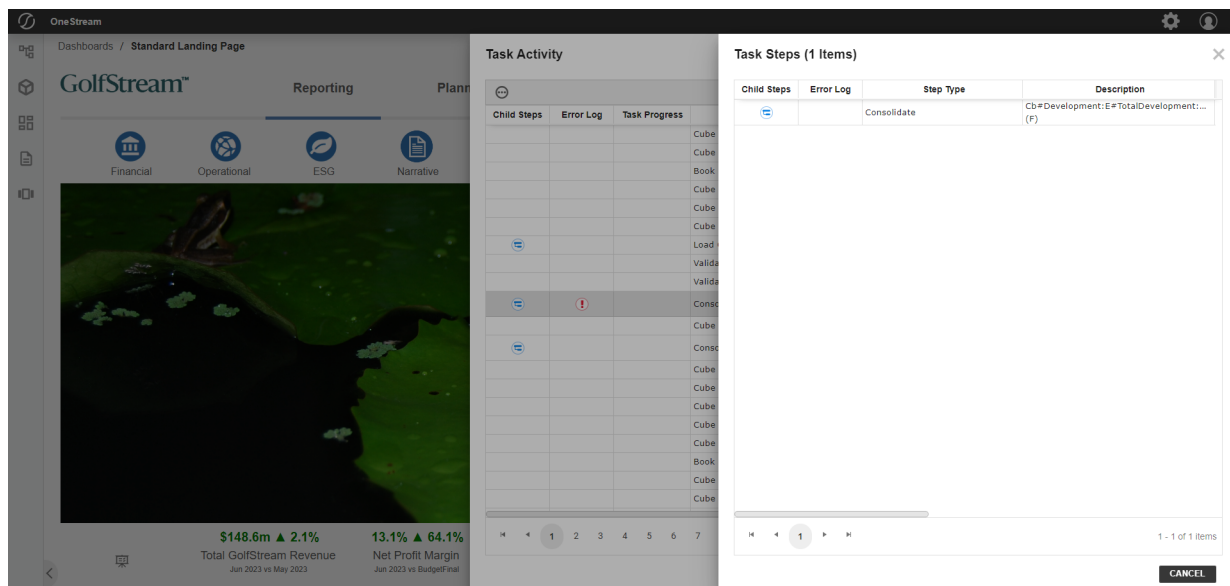 OneStream
Dashboards / Standard Landing Page
GolfStream™
Reporting
Plann
Financial
Operational
ESG
Narrative
$148.6m ▲ 2.1%
Total GolfStream Revenue
Jun 2023 vs May 2023
13.1% ▲ 64.1%
Net Profit Margin
Jun 2023 vs BudgetFinal
Task Activity
Child Steps Error Log Task Progress
Cube
Cube
Book
Cube
Cube
Cube
Load
Valida
Valida
Conso
Cube
Conso
Cube
Cube
Cube
Cube
Cube
Book
Cube
Cube
1 2 3 4 5 6 7
Task Steps (1 Items)
Child Steps Error Log Step Type Description
Consolidate
Cb#Development:E#TotalDevelopment:...
(F)
1
1 - 1 of 1 items
CANCEL